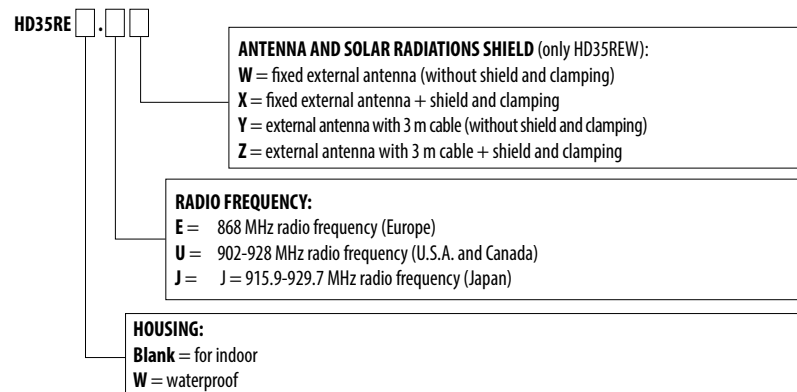 HD35RE .
ANTENNA AND SOLAR RADIATIONS SHIELD (only HD35REW):
W = fixed external antenna (without shield and clamping)
X = fixed external antenna + shield and clamping
Y = external antenna with 3 m cable (without shield and clamping)
Z = external antenna with 3 m cable + shield and clamping
RADIO FREQUENCY:
E = 868 MHz radio frequency (Europe)
U = 902-928 MHz radio frequency (U.S.A. and Canada)
J = J = 915.9-929.7 MHz radio frequency (Japan)
HOUSING:
Blank = for indoor
W = waterproof